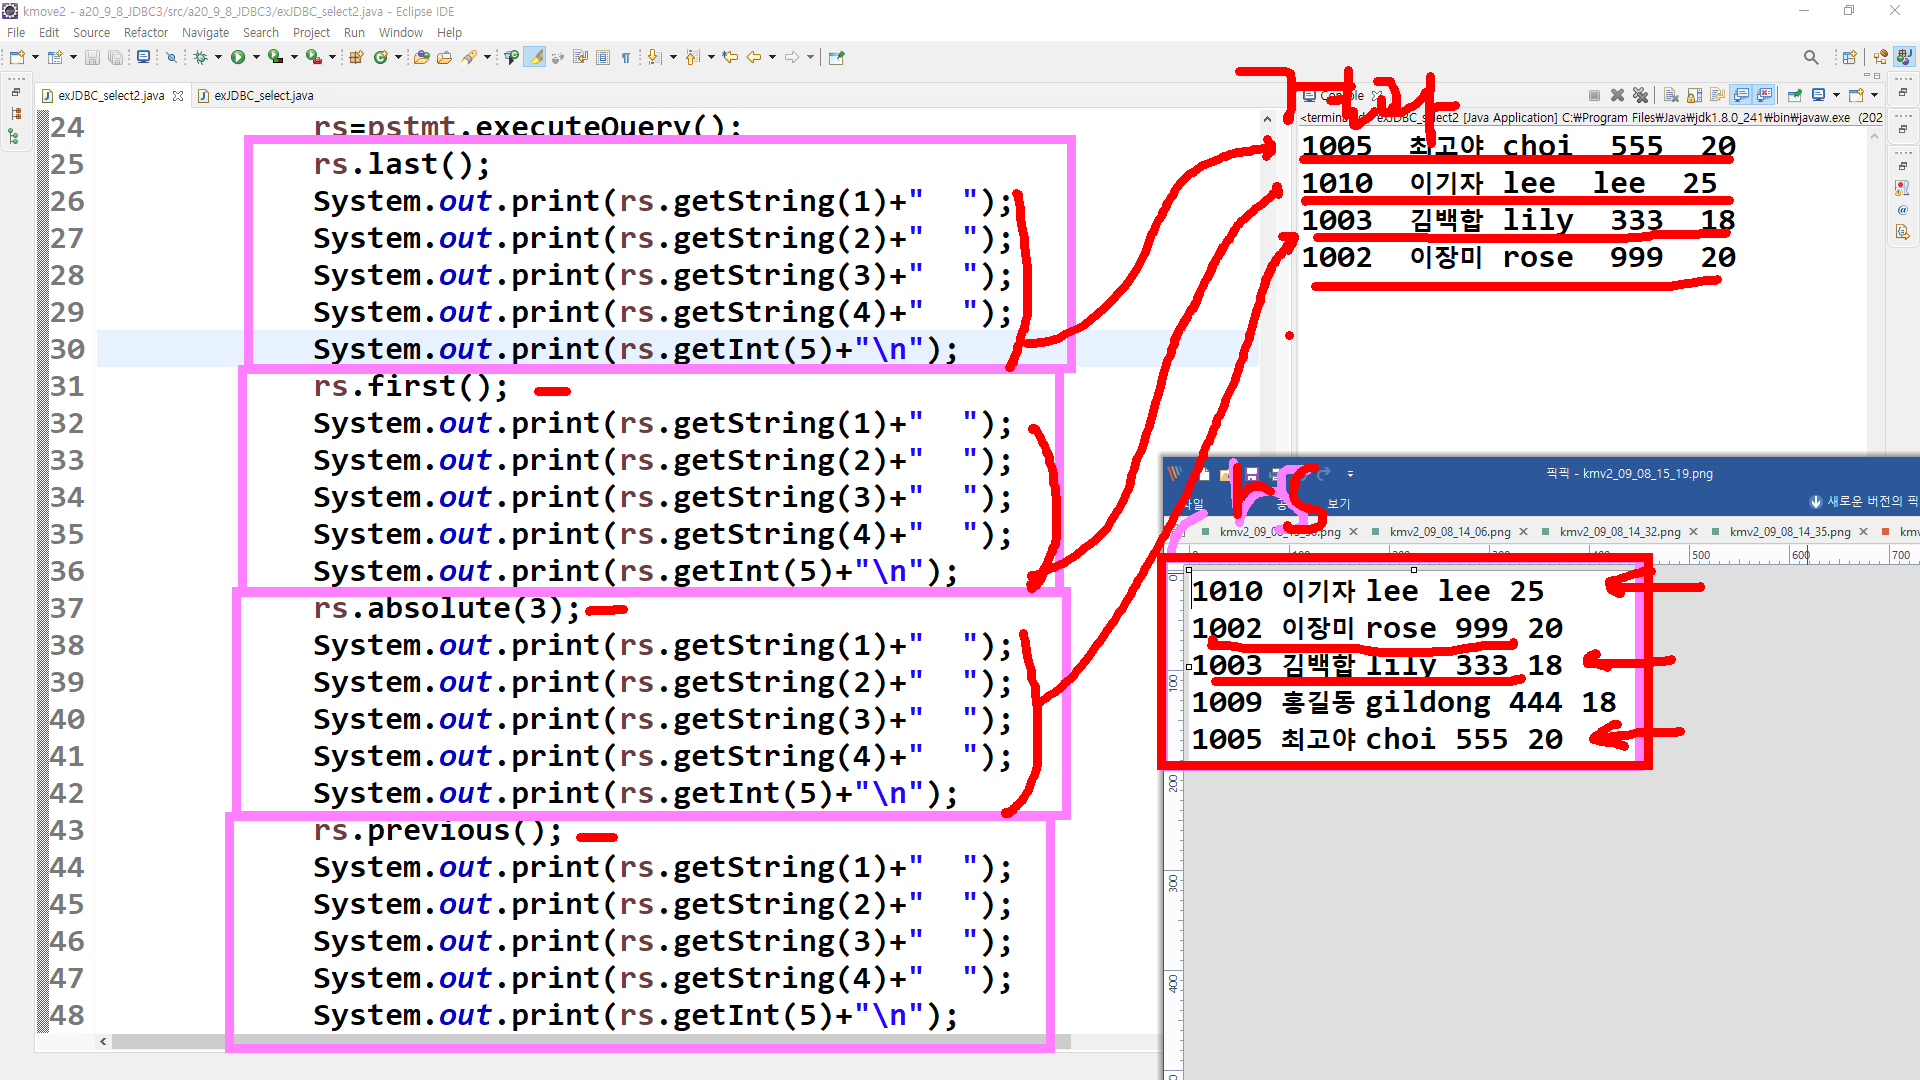 kmove2 - a20_9_8_JDBC3/src/a20_9_8_JDBC3/exJDBC_select2.java - Eclipse IDE
File Edit Source Refactor Navigate Search Project Run Window Help
exJDBC_select2.java exJDBC_select.java
24 rs=pstmt.executeQuery();
25 rs.last();
26 System.out.print(rs.getString(1)+"  ");
27 System.out.print(rs.getString(2)+"  ");
28 System.out.print(rs.getString(3)+"  ");
29 System.out.print(rs.getString(4)+"  ");
30 System.out.print(rs.getInt(5)+"\n");
31 rs.first();
32 System.out.print(rs.getString(1)+"  ");
33 System.out.print(rs.getString(2)+"  ");
34 System.out.print(rs.getString(3)+"  ");
35 System.out.print(rs.getString(4)+"  ");
36 System.out.print(rs.getInt(5)+"\n");
37 rs.absolute(3);
38 System.out.print(rs.getString(1)+"  ");
39 System.out.print(rs.getString(2)+"  ");
40 System.out.print(rs.getString(3)+"  ");
41 System.out.print(rs.getString(4)+"  ");
42 System.out.print(rs.getInt(5)+"\n");
43 rs.previous();
44 System.out.print(rs.getString(1)+"  ");
45 System.out.print(rs.getString(2)+"  ");
46 System.out.print(rs.getString(3)+"  ");
47 System.out.print(rs.getString(4)+"  ");
48 System.out.print(rs.getInt(5)+"\n");
Console
exJDBC_select2 [Java Application] C:₩Program Files₩Java₩jdk1.8.0_241₩bin₩javaw.exe (202
1005 최고야 choi 555 20
1010 이기자 lee lee 25
1003 김백합 lily 333 18
1002 이장미 rose 999 20
픽픽 - kmv2_09_08_15_19.png
rs
보기
새로운 버전의 픽
kmv2_09_08_14_06.png kmv2_09_08_14_32.png kmv2_09_08_14_35.png kmv
500 600 700
1010 이기자 lee lee 25
1002 이장미 rose 999 20
1003 김백합 lily 333 18
1009 홍길동 gildong 444 18
1005 최고야 choi 555 20
0
100
200
300
400